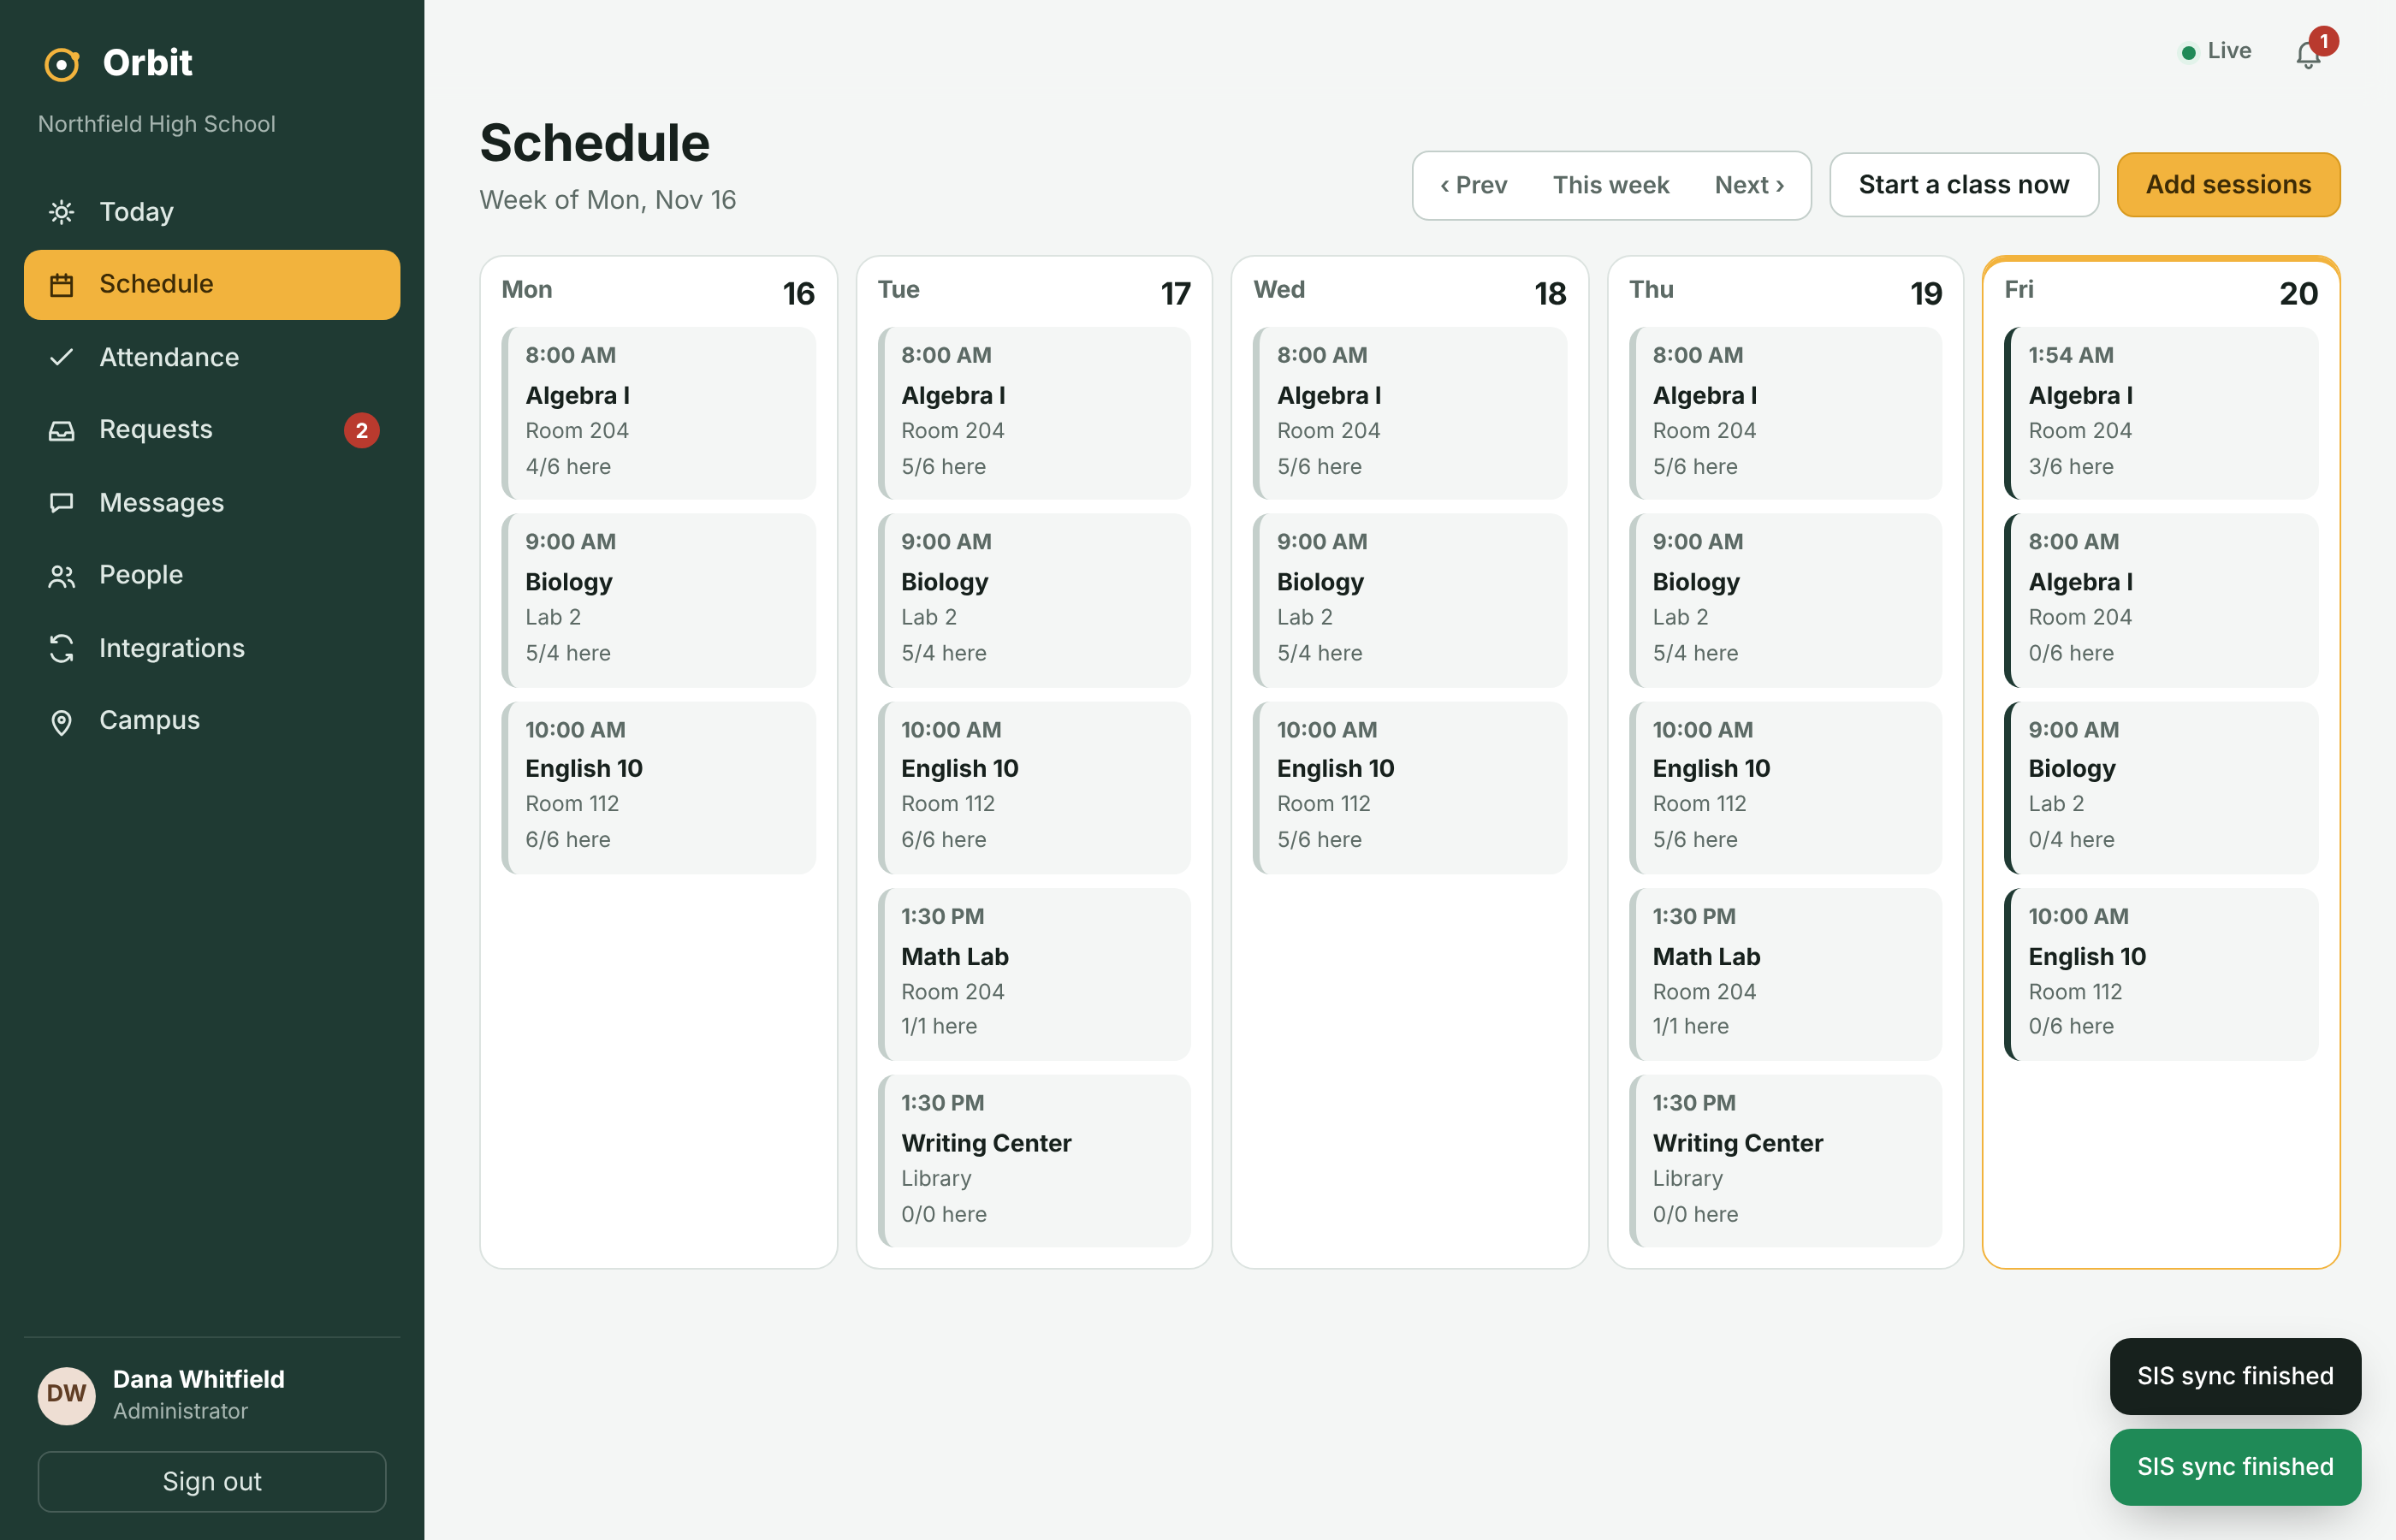 Orbit
Northfield High School
Today
Schedule
Attendance
Requests
2
Messages
People
Integrations
Campus
Dana Whitfield
DW
Administrator
Sign out
Live
1
Schedule
Week of Mon, Nov 16
‹ Prev
This week
Next ›
Start a class now
Add sessions
Mon
16
8:00 AM
Algebra I
Room 204
4/6 here
9:00 AM
Biology
Lab 2
5/4 here
10:00 AM
English 10
Room 112
6/6 here
Tue
17
8:00 AM
Algebra I
Room 204
5/6 here
9:00 AM
Biology
Lab 2
5/4 here
10:00 AM
English 10
Room 112
6/6 here
1:30 PM
Math Lab
Room 204
1/1 here
1:30 PM
Writing Center
Library
0/0 here
Wed
18
8:00 AM
Algebra I
Room 204
5/6 here
9:00 AM
Biology
Lab 2
5/4 here
10:00 AM
English 10
Room 112
5/6 here
Thu
19
8:00 AM
Algebra I
Room 204
5/6 here
9:00 AM
Biology
Lab 2
5/4 here
10:00 AM
English 10
Room 112
5/6 here
1:30 PM
Math Lab
Room 204
1/1 here
1:30 PM
Writing Center
Library
0/0 here
Fri
20
1:54 AM
Algebra I
Room 204
3/6 here
8:00 AM
Algebra I
Room 204
0/6 here
9:00 AM
Biology
Lab 2
0/4 here
10:00 AM
English 10
Room 112
0/6 here
SIS sync finished
SIS sync finished